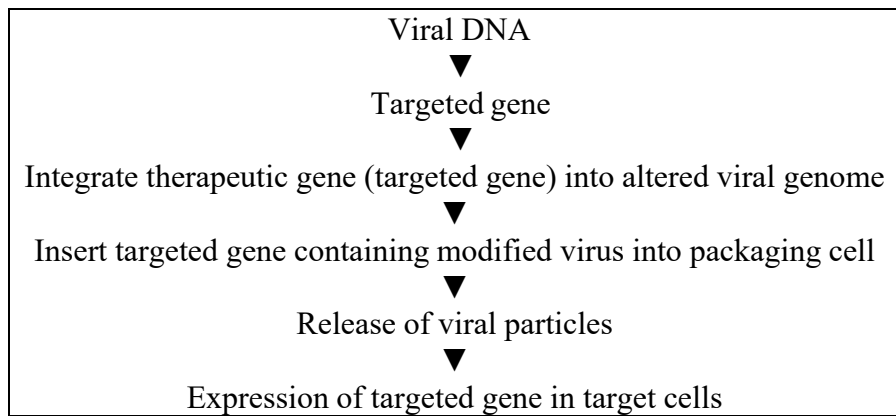 Viral DNA
Targeted gene
Integrate therapeutic gene (targeted gene) into altered viral genome
Insert targeted gene containing modified virus into packaging cell
Release of viral particles
Expression of targeted gene in target cells